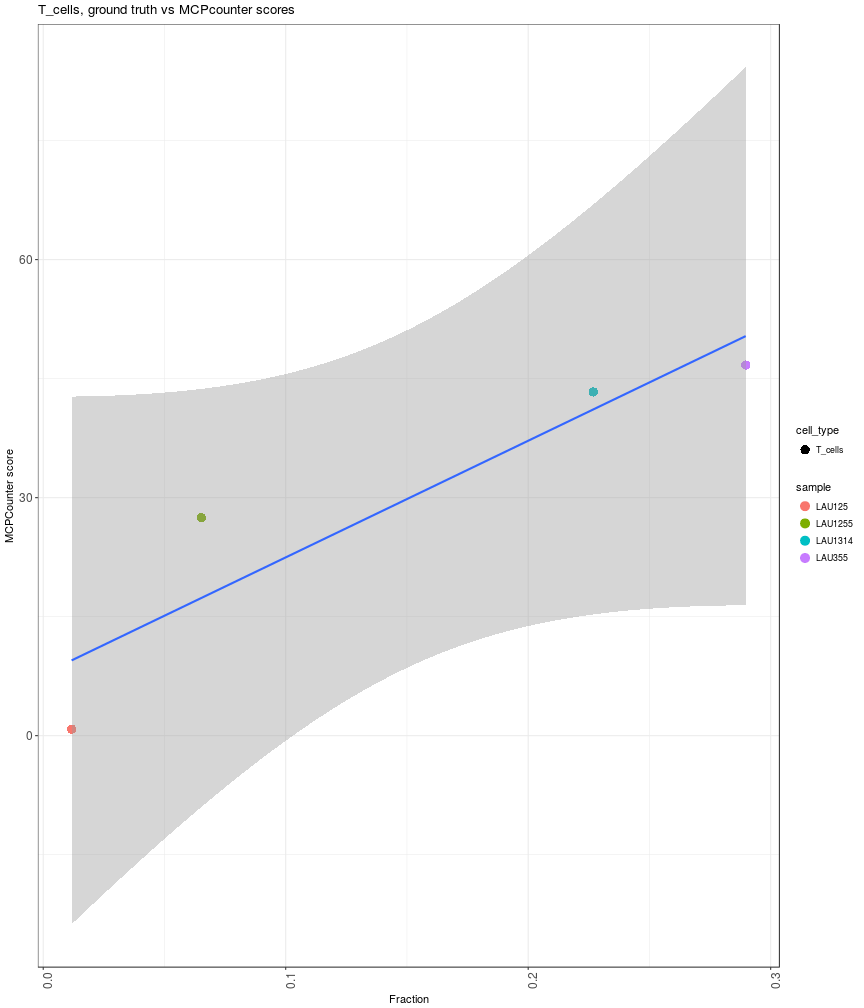 T_cells, ground truth vs MCPcounter scores
MCPCounter score
60
30
0
0.0
0.1
0.2
0.3
Fraction
cell_type
T_cells
sample
LAU125
LAU1255
LAU1314
LAU355